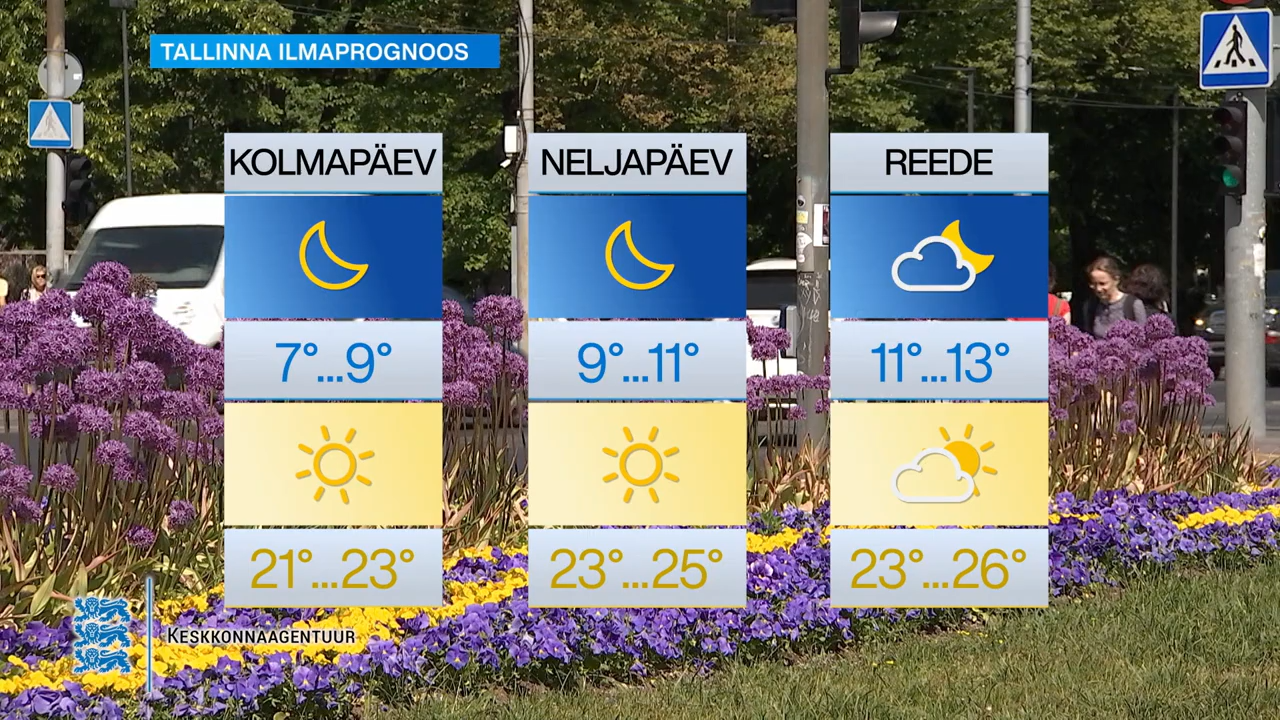 TALLINNA ILMAPROGNOOS
KOLMAPÄEV
7°...9°
21°...23°
NELJAPÄEV
9°...11°
23°...25°
REEDE
11°...13°
23°...26°
KESKKONNAAGENTUUR